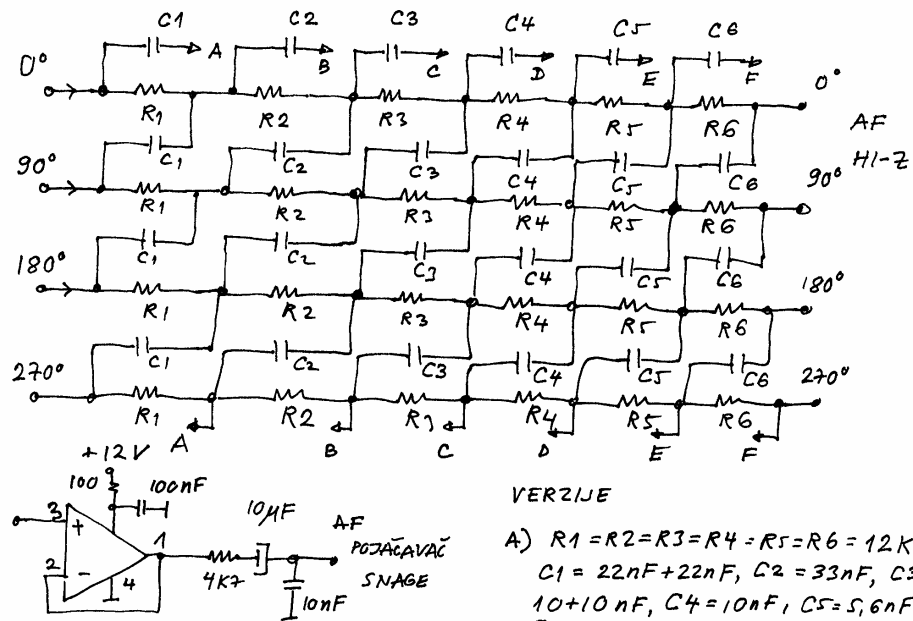 C1 C2 C3 C4 C5 C6
A B C D E F
0° 0°
R1 R2 R3 R4 R5 R6
AF
HI-Z
C1 C2 C3 C4 C5 C6
90° 90°
R1 R2 R3 R4 R5 R6
C1 C2 C3 C4 C5 C6
180° 180°
R1 R2 R3 R4 R5 R6
C1 C2 C3 C4 C5 C6
270° 270°
R1 R2 R3 R4 R5 R6
A B C D E F
+12V
100 100nF
3 + 1
2 - 4
4K7
10µF
10nF
AF
POJAČAVAČ
SNAGE
VERZIJE
A) R1=R2=R3=R4=R5=R6=12K
C1=22nF+22nF, C2=33nF, C3
10+10nF, C4=10nF, C5=5,6nF